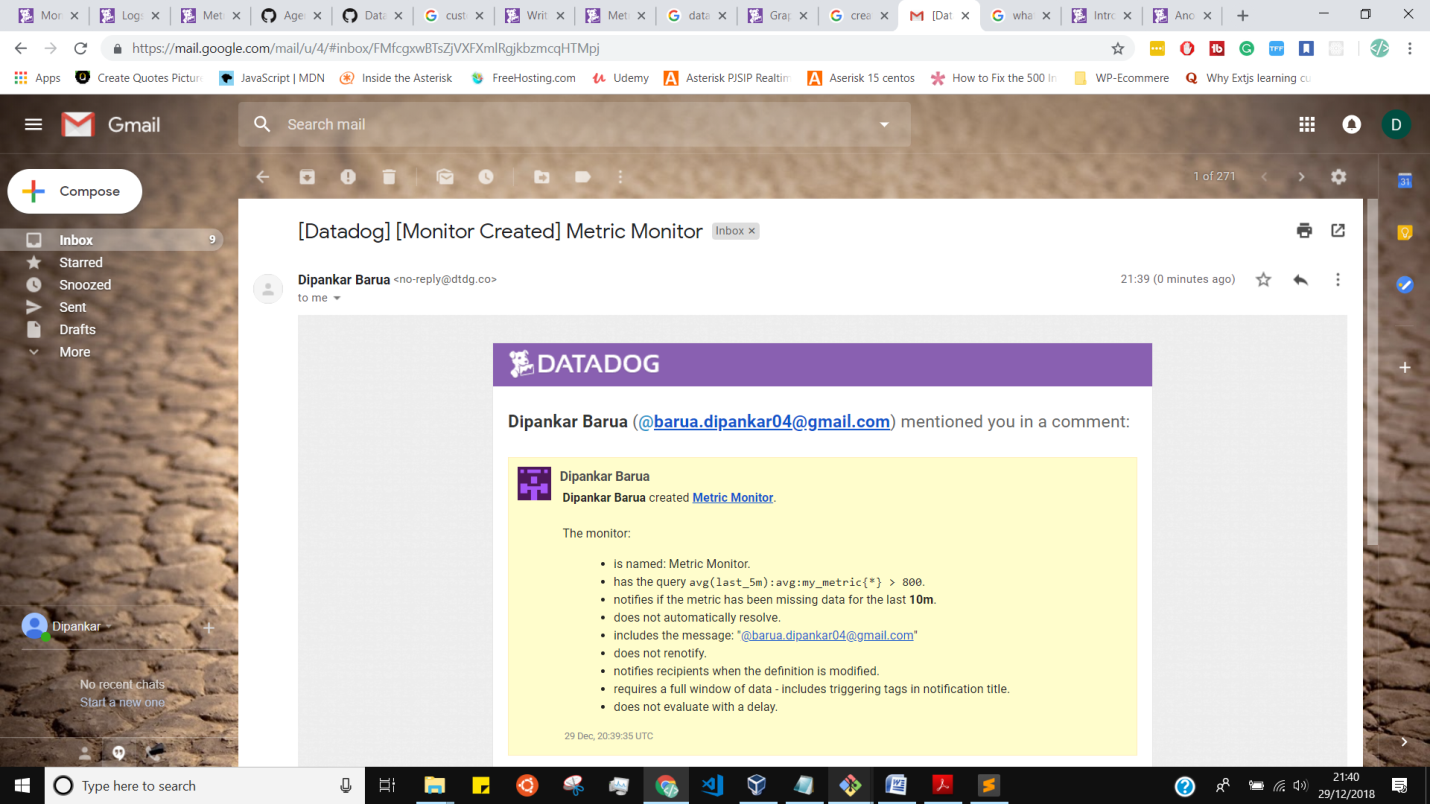 Mor
Logs
Metr
Ager
Data
cust
Writ
Metr
data
Grap
crea
[Dat
wha
Intro
Ano
https://mail.google.com/mail/u/4/#inbox/FMfcgxwBTsZjVXFXmlRgjkbzmcqHTMpj
Apps
Create Quotes Pictur
JavaScript | MDN
Inside the Asterisk
FreeHosting.com
Udemy
Asterisk PJSIP Realtim
Aserisk 15 centos
How to Fix the 500 In
WP-Ecommere
Why Extjs learning cu
Gmail
Search mail
D
Compose
1 of 271
31
Inbox 9
Starred
Snoozed
Sent
Drafts
More
[Datadog] [Monitor Created] Metric Monitor Inbox
Dipankar Barua <no-reply@dtdg.co>
21:39 (0 minutes ago)
to me
DATADOG
Dipankar Barua (@barua.dipankar04@gmail.com) mentioned you in a comment:
Dipankar Barua
Dipankar Barua created Metric Monitor.
The monitor:
• is named: Metric Monitor.
• has the query avg(last_5m):avg:my_metric{*} > 800.
• notifies if the metric has been missing data for the last 10m.
• does not automatically resolve.
• includes the message: "@barua.dipankar04@gmail.com"
• does not renotify.
• notifies recipients when the definition is modified.
• requires a full window of data - includes triggering tags in notification title.
• does not evaluate with a delay.
29 Dec, 20:39:35 UTC
Dipankar
No recent chats
Start a new one
Type here to search
21:40
29/12/2018